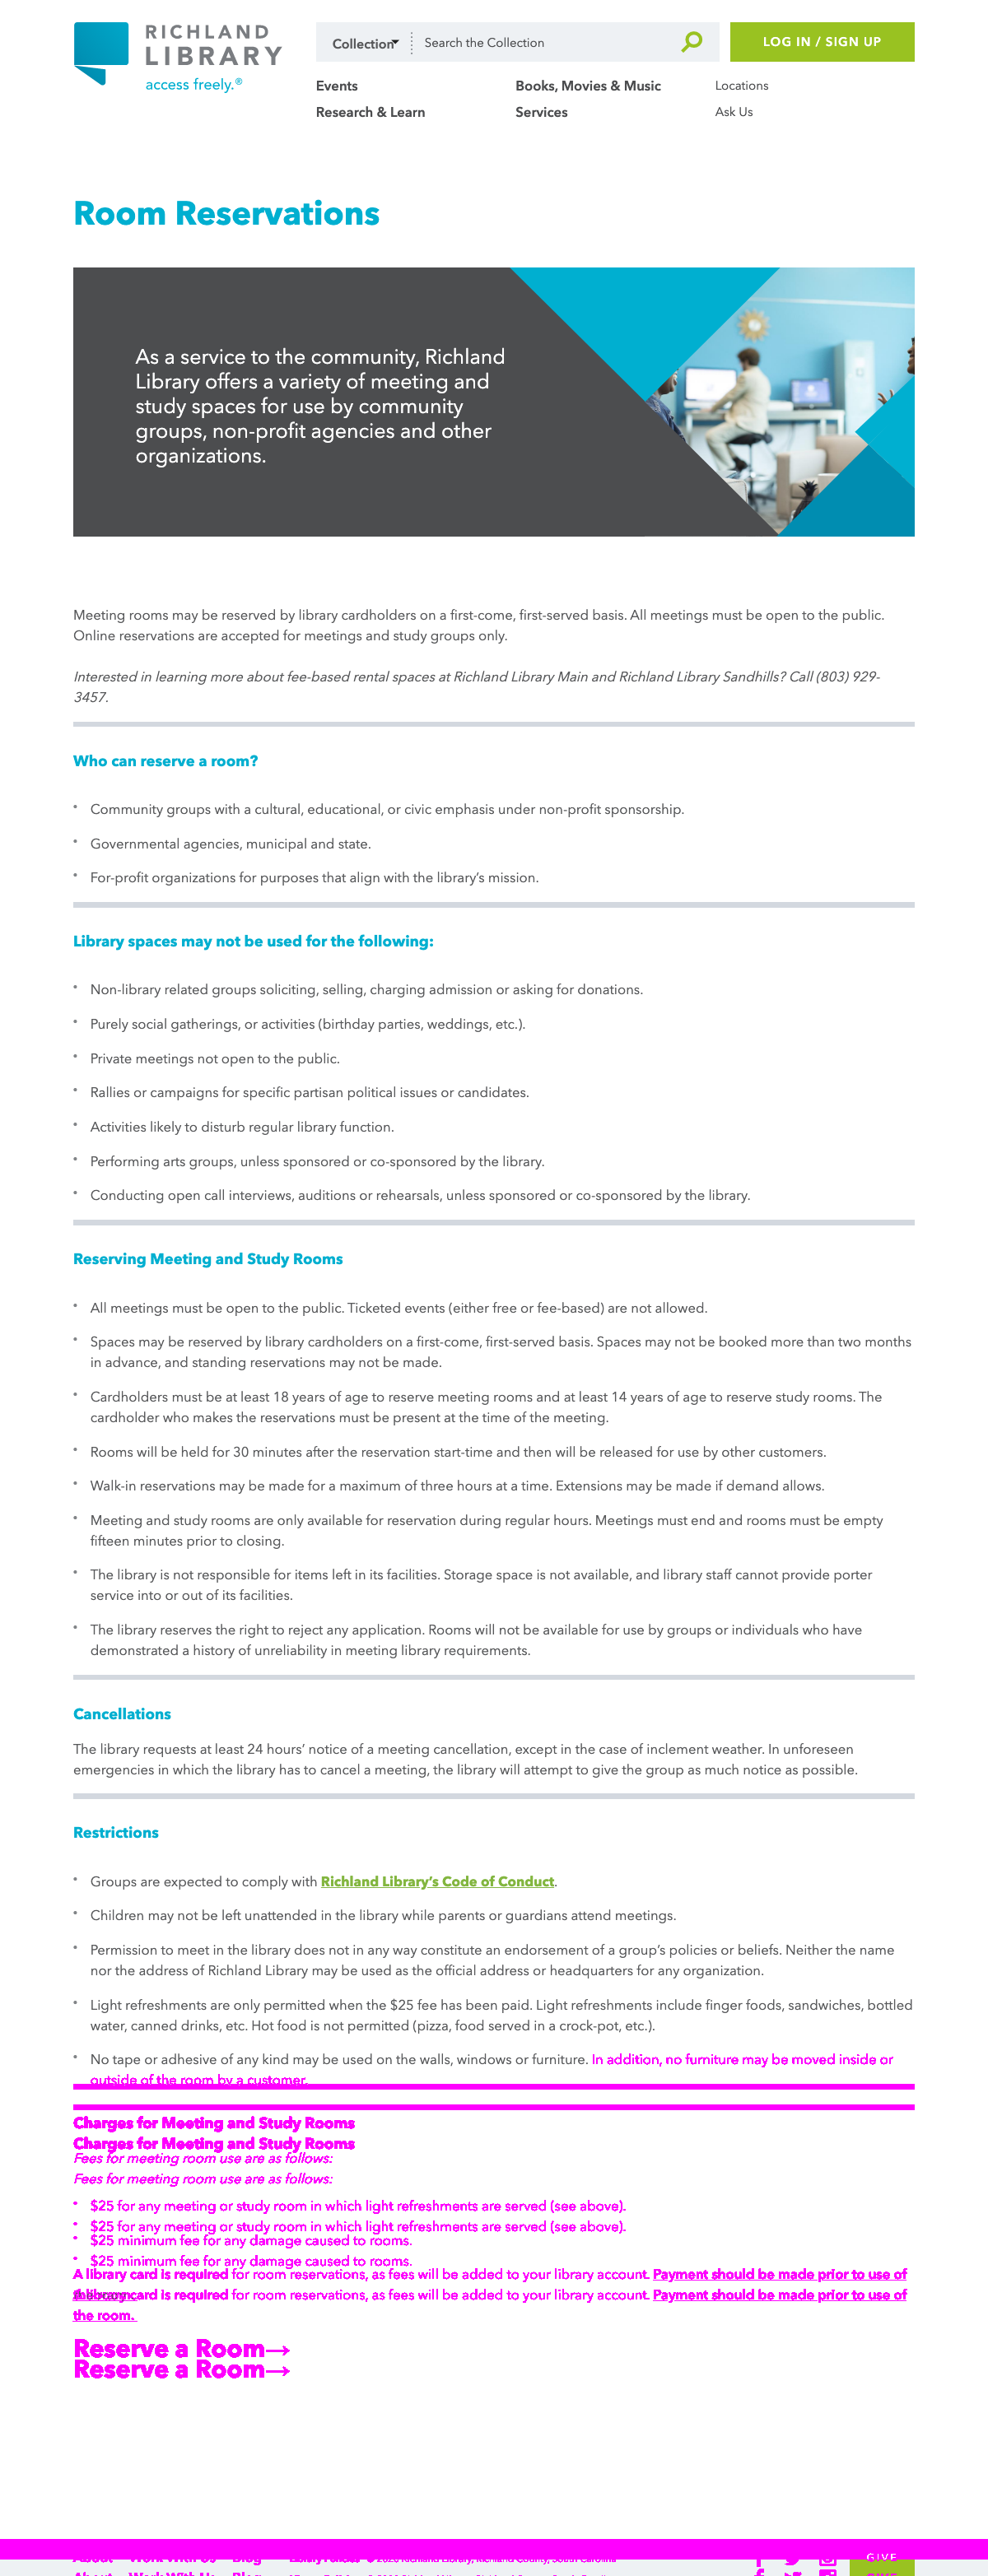 RICHLAND
LIBRARY
access freely.®
Collection
Search the Collection
LOG IN / SIGN UP
Events
Books, Movies & Music
Locations
Research & Learn
Services
Ask Us
Room Reservations
As a service to the community, Richland
Library offers a variety of meeting and
study spaces for use by community
groups, non-profit agencies and other
organizations.
Meeting rooms may be reserved by library cardholders on a first-come, first-served basis. All meetings must be open to the public.
Online reservations are accepted for meetings and study groups only.
Interested in learning more about fee-based rental spaces at Richland Library Main and Richland Library Sandhills? Call (803) 929-
3457.
Who can reserve a room?
Community groups with a cultural, educational, or civic emphasis under non-profit sponsorship.
Governmental agencies, municipal and state.
For-profit organizations for purposes that align with the library’s mission.
Library spaces may not be used for the following:
Non-library related groups soliciting, selling, charging admission or asking for donations.
Purely social gatherings, or activities (birthday parties, weddings, etc.).
Private meetings not open to the public.
Rallies or campaigns for specific partisan political issues or candidates.
Activities likely to disturb regular library function.
Performing arts groups, unless sponsored or co-sponsored by the library.
Conducting open call interviews, auditions or rehearsals, unless sponsored or co-sponsored by the library.
Reserving Meeting and Study Rooms
All meetings must be open to the public. Ticketed events (either free or fee-based) are not allowed.
Spaces may be reserved by library cardholders on a first-come, first-served basis. Spaces may not be booked more than two months
in advance, and standing reservations may not be made.
Cardholders must be at least 18 years of age to reserve meeting rooms and at least 14 years of age to reserve study rooms. The
cardholder who makes the reservations must be present at the time of the meeting.
Rooms will be held for 30 minutes after the reservation start-time and then will be released for use by other customers.
Walk-in reservations may be made for a maximum of three hours at a time. Extensions may be made if demand allows.
Meeting and study rooms are only available for reservation during regular hours. Meetings must end and rooms must be empty
fifteen minutes prior to closing.
The library is not responsible for items left in its facilities. Storage space is not available, and library staff cannot provide porter
service into or out of its facilities.
The library reserves the right to reject any application. Rooms will not be available for use by groups or individuals who have
demonstrated a history of unreliability in meeting library requirements.
Cancellations
The library requests at least 24 hours’ notice of a meeting cancellation, except in the case of inclement weather. In unforeseen
emergencies in which the library has to cancel a meeting, the library will attempt to give the group as much notice as possible.
Restrictions
Groups are expected to comply with Richland Library’s Code of Conduct.
Children may not be left unattended in the library while parents or guardians attend meetings.
Permission to meet in the library does not in any way constitute an endorsement of a group’s policies or beliefs. Neither the name
nor the address of Richland Library may be used as the official address or headquarters for any organization.
Light refreshments are only permitted when the $25 fee has been paid. Light refreshments include finger foods, sandwiches, bottled
water, canned drinks, etc. Hot food is not permitted (pizza, food served in a crock-pot, etc.).
No tape or adhesive of any kind may be used on the walls, windows or furniture. In addition, no furniture may be moved inside or
outside of the room by a customer.
Charges for Meeting and Study Rooms
Charges for Meeting and Study Rooms
Fees for meeting room use are as follows:
Fees for meeting room use are as follows:
$25 for any meeting or study room in which light refreshments are served (see above).
$25 for any meeting or study room in which light refreshments are served (see above).
$25 minimum fee for any damage caused to rooms.
$25 minimum fee for any damage caused to rooms.
A library card is required for room reservations, as fees will be added to your library account. Payment should be made prior to use of
card is required for room reservations, as fees will be added to your library account. Payment should be made prior to use of
the room.
Reserve a Room→
Reserve a Room→
About Work With Us Blog
GIVE